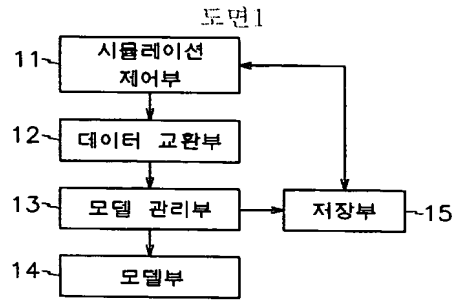 도면1
11
시뮬레이션
제어부
12
데이터 교환부
13
모델 관리부
저장부
15
14
모델부